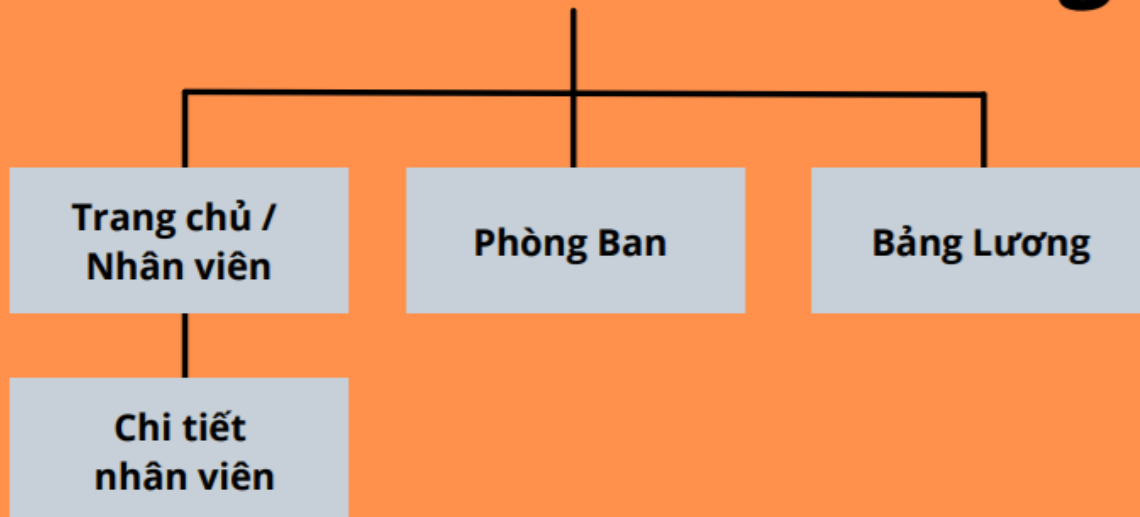 Trang chủ /
Nhân viên
Phòng Ban
Bảng Lương
Chi tiết
nhân viên